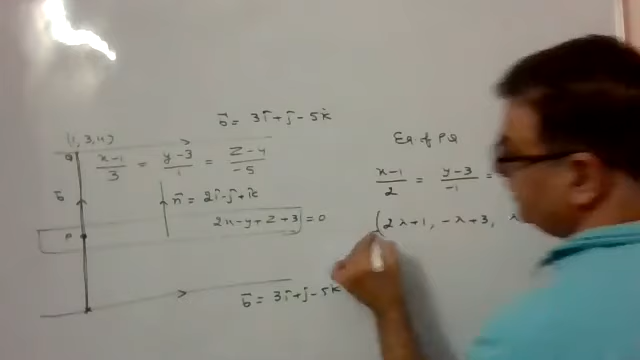 b⃗ = 3î+ĵ-5k̂
(1,3,4)
x-1/3 = y-3/1 = z-4/-5
b⃗
n⃗ = 2î-ĵ+k̂
2x-y+z+3 = 0
P
b⃗ = 3î+ĵ-5k̂
Eq of PQ
x-1/2 = y-3/-1 =
(2λ+1, -λ+3, λ